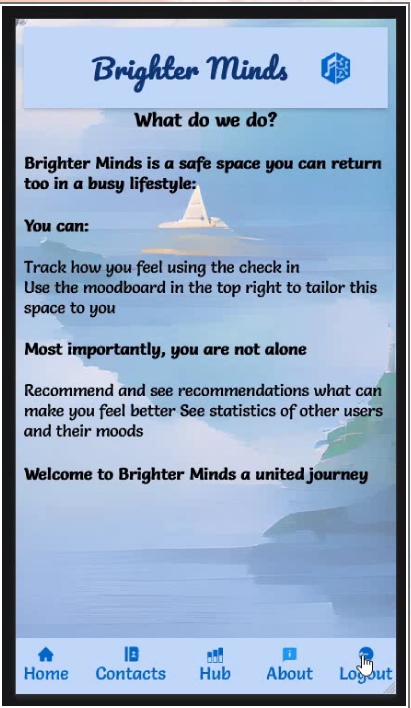 Brighter Minds
What do we do?
Brighter Minds is a safe space you can return
too in a busy lifestyle:
You can:
Track how you feel using the check in
Use the moodboard in the top right to tailor this
space to you
Most importantly, you are not alone
Recommend and see recommendations what can
make you feel better See statistics of other users
and their moods
Welcome to Brighter Minds a united journey
Home Contacts Hub About Logout